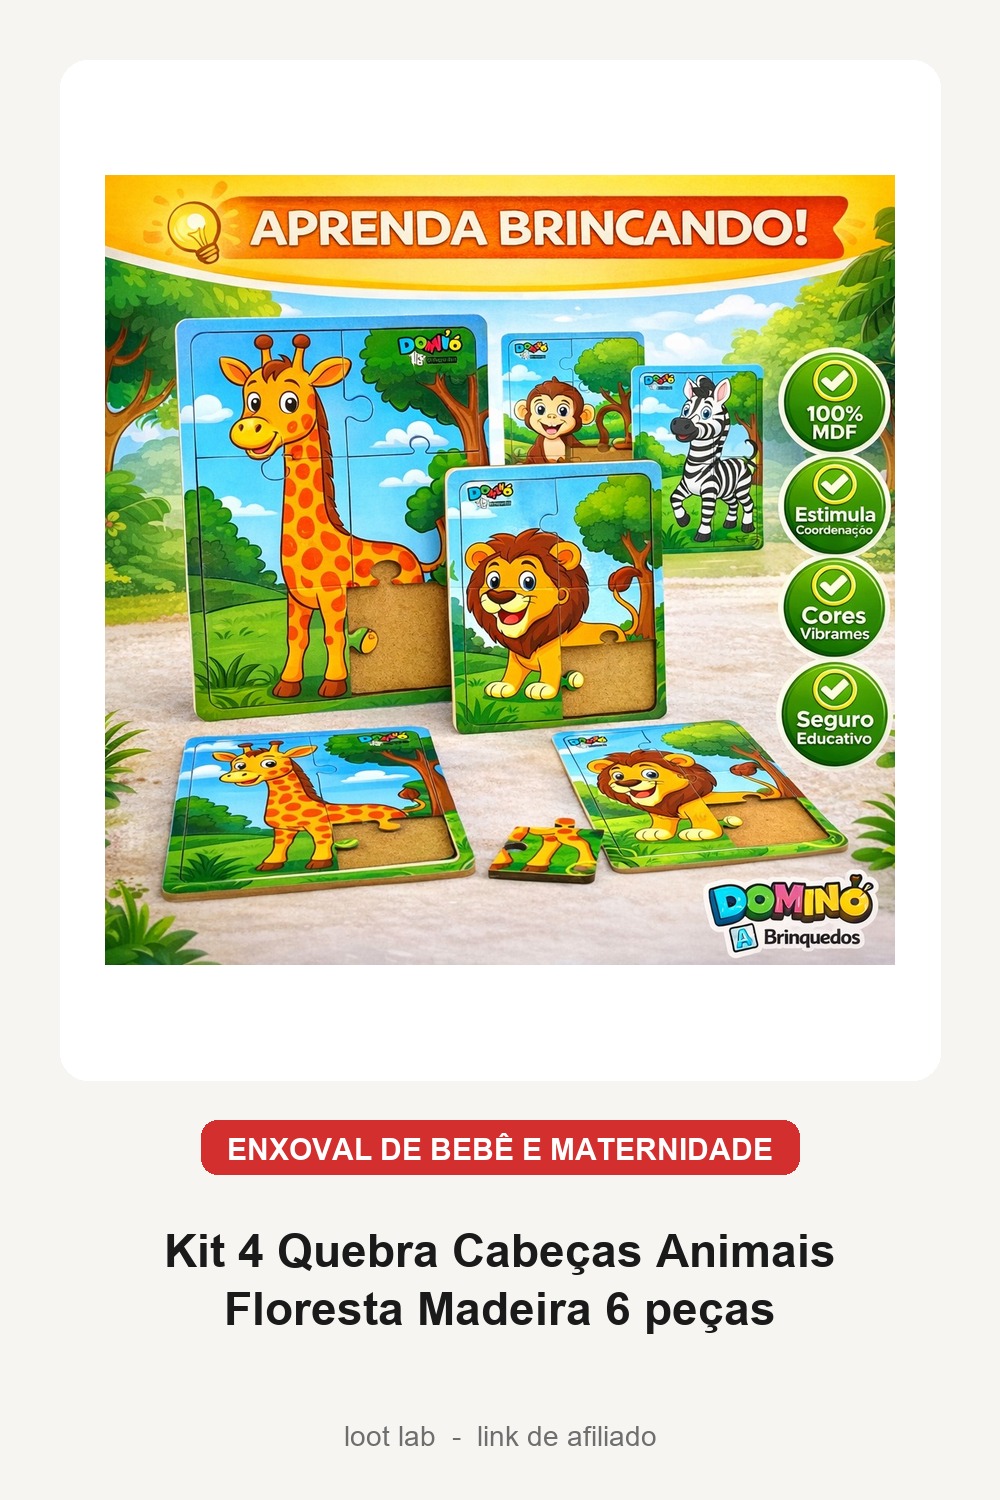 APRENDA BRINCANDO!
100%
MDF
Estimula
Coordenação
Cores
Vibrames
Seguro
Educativo
DOMINÓ
A Brinquedos
ENXOVAL DE BEBÊ E MATERNIDADE
Kit 4 Quebra Cabeças Animais
Floresta Madeira 6 peças
loot lab - link de afiliado